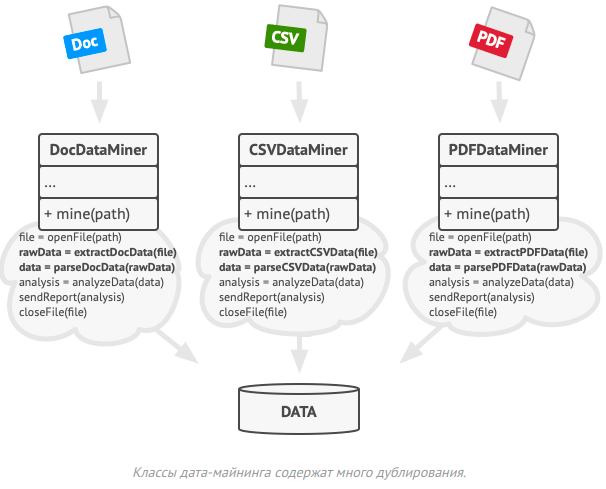 Doc
CSV
PDF
DocDataMiner
...
+ mine(path)
file = openFile(path)
rawData = extractDocData(file)
data = parseDocData(rawData)
analysis = analyzeData(data)
sendReport(analysis)
closeFile(file)
CSVDataMiner
...
+ mine(path)
file = openFile(path)
rawData = extractCSVData(file)
data = parseCSVData(rawData)
analysis = analyzeData(data)
sendReport(analysis)
closeFile(file)
PDFDataMiner
...
+ mine(path)
file = openFile(path)
rawData = extractPDFData(file)
data = parsePDFData(rawData)
analysis = analyzeData(data)
sendReport(analysis)
closeFile(file)
DATA
Классы дата-майнинга содержат много дублирования.